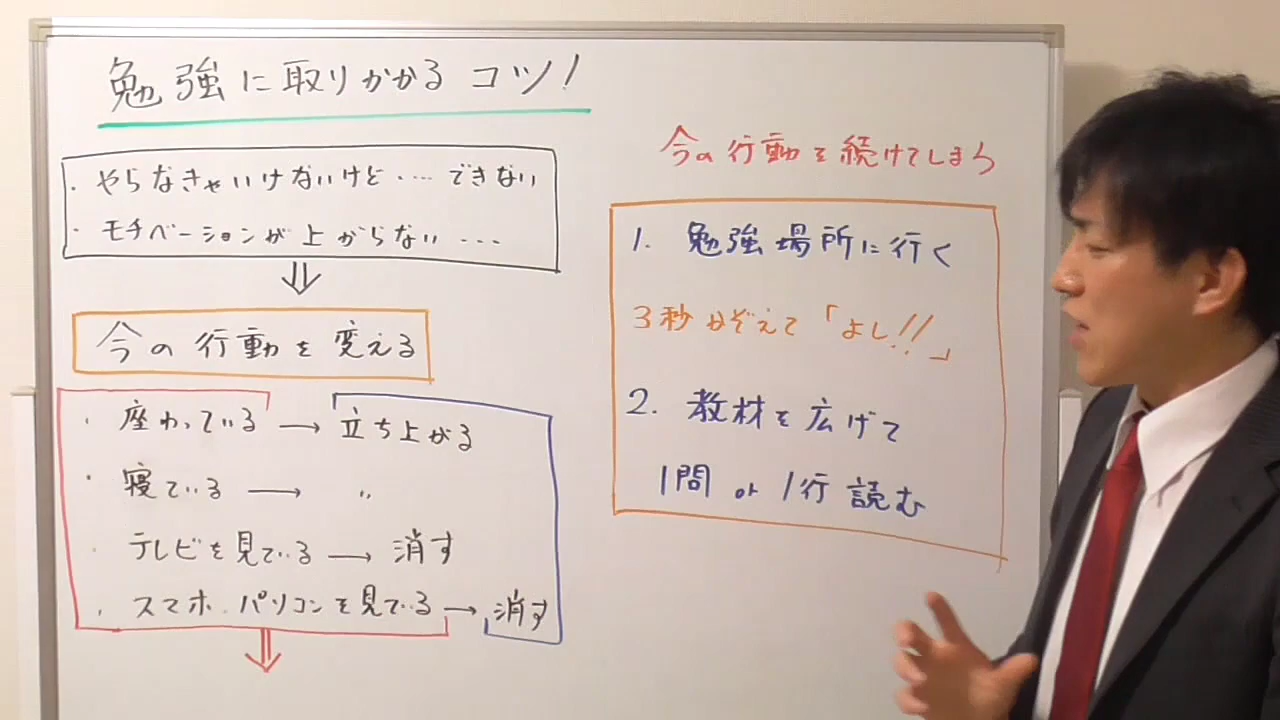 勉強に取りかかるコツ!
・やらなきゃいけないけど・・・・できない
・モチベーションが上がらない・・・
⇓
今の行動を変える
・座わっている→立ち上がる
・寝ている→〃
・テレビを見ている→消す
・スマホ.パソコンを見ている→消す
⇓
今の行動を続けてしまう
1. 勉強場所に行く
3秒かぞえて「よし!!」
2. 教材を広げて
1問 or 1行読む